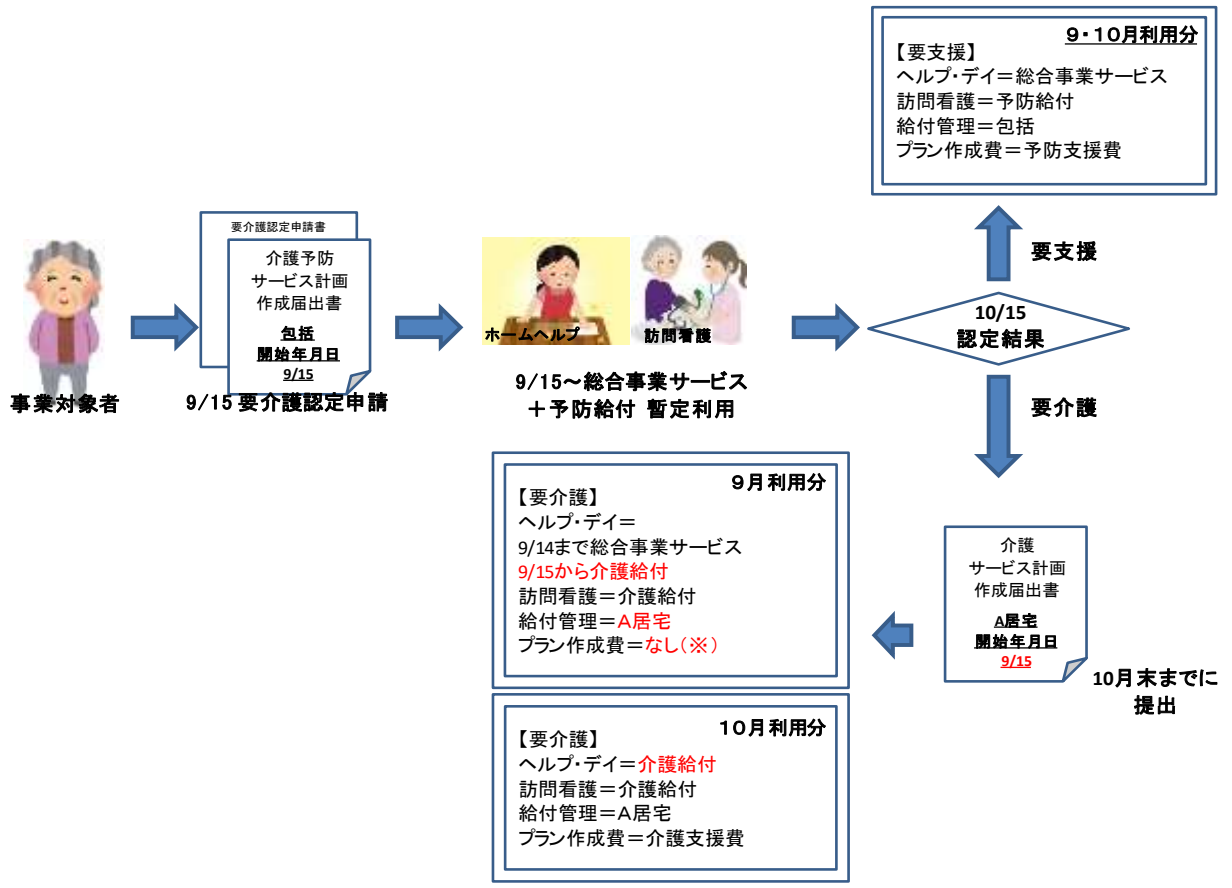 事業対象者
要介護認定申請書
介護予防
サービス計画
作成届出書
包括
開始年月日
9/15
9/15 要介護認定申請
ホームヘルプ
訪問看護
9/15~総合事業サービス
+予防給付 暫定利用
10/15
認定結果
要支援
9・10月利用分
【要支援】
ヘルプ・デイ=総合事業サービス
訪問看護=予防給付
給付管理=包括
プラン作成費=予防支援費
要介護
介護
サービス計画
作成届出書
A居宅
開始年月日
9/15
10月末までに
提出
9月利用分
【要介護】
ヘルプ・デイ=
9/14まで総合事業サービス
9/15から介護給付
訪問看護=介護給付
給付管理=A居宅
プラン作成費=なし(※)
10月利用分
【要介護】
ヘルプ・デイ=介護給付
訪問看護=介護給付
給付管理=A居宅
プラン作成費=介護支援費